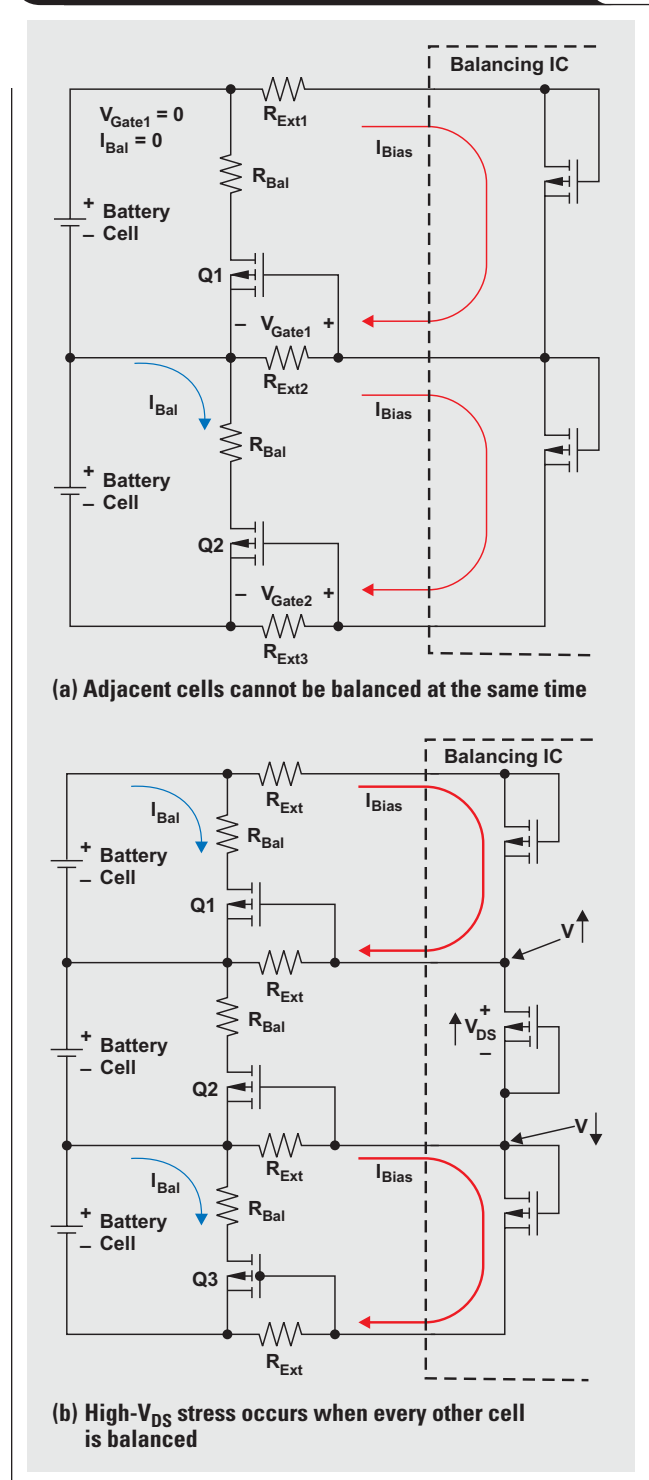 Balancing IC
V_Gate1 = 0
I_Bal = 0
R_Ext1
I_Bias
R_Bal
+ Battery
– Cell
Q1
– V_Gate1 +
R_Ext2
I_Bal
I_Bias
R_Bal
+ Battery
– Cell
Q2
– V_Gate2 +
R_Ext3
(a) Adjacent cells cannot be balanced at the same time
Balancing IC
R_Ext
I_Bal
I_Bias
R_Bal
+ Battery
– Cell
Q1
V ↑
R_Ext
R_Bal
+
↑ V_DS
–
+ Battery
– Cell
Q2
V ↓
R_Ext
I_Bal
I_Bias
R_Bal
+ Battery
– Cell
Q3
R_Ext
(b) High-V_DS stress occurs when every other cell
is balanced